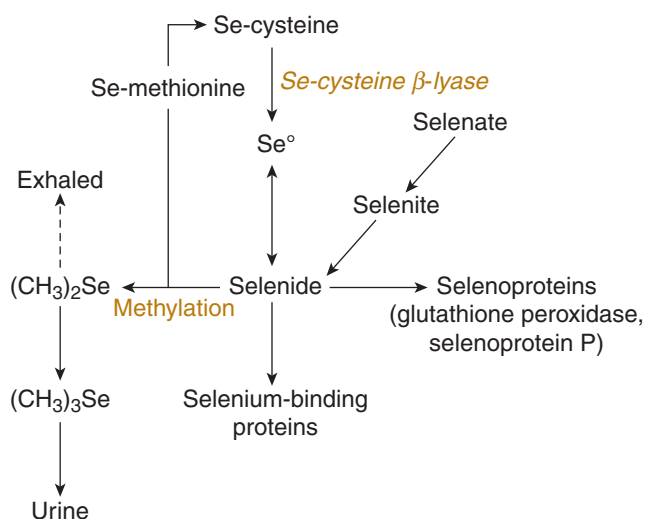 Se-cysteine
Se-methionine
Se-cysteine β-lyase
Selenate
Se°
Exhaled
Selenite
(CH₃)₂Se
Methylation
Selenide
Selenoproteins
(glutathione peroxidase,
selenoprotein P)
(CH₃)₃Se
Selenium-binding
proteins
Urine